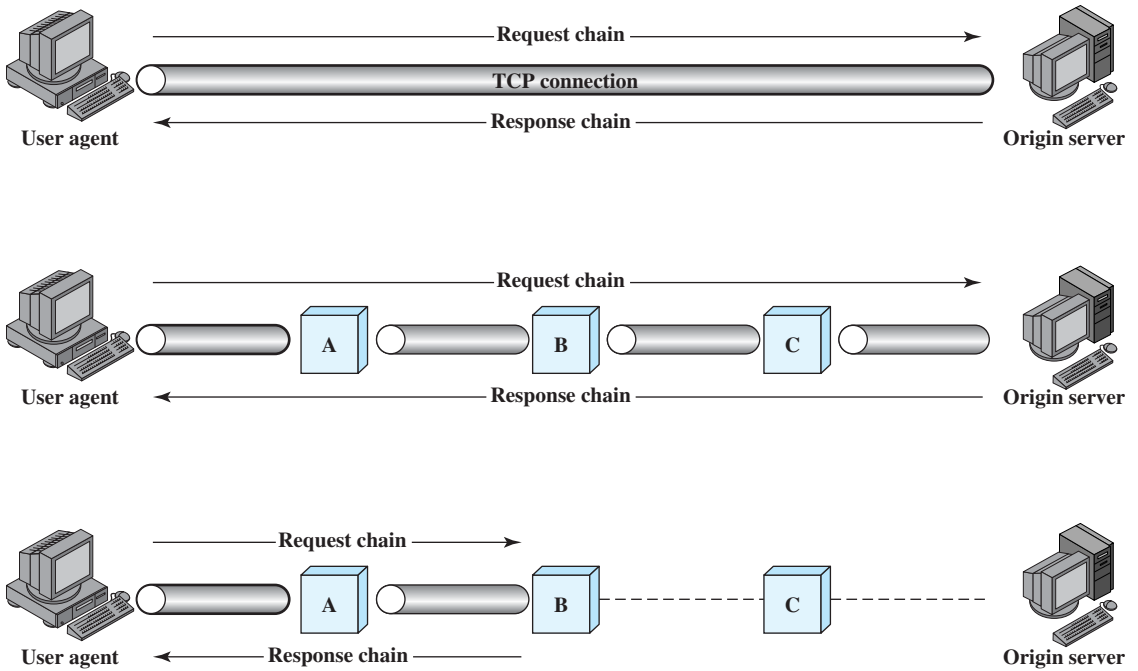 Request chain
TCP connection
Response chain
User agent
Origin server
Request chain
A
B
C
Response chain
User agent
Origin server
Request chain
A
B
C
Response chain
User agent
Origin server